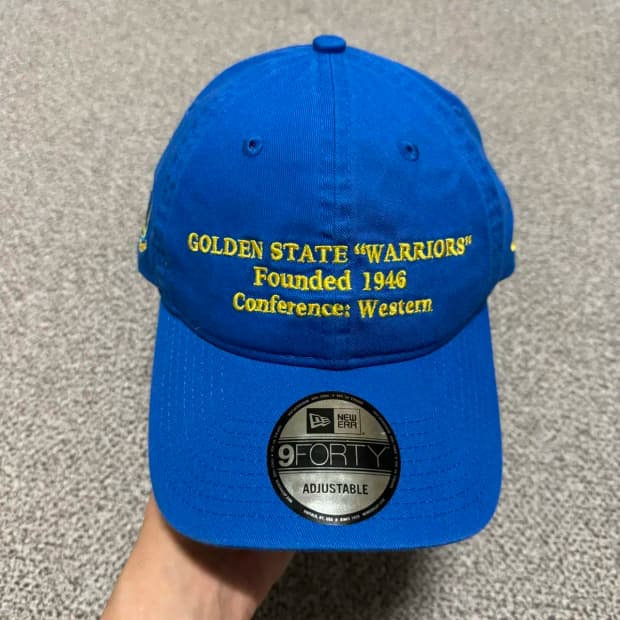 GOLDEN STATE “WARRIORS”
Founded 1946
Conference: Western
NEW
ERA
9FORTY
ADJUSTABLE